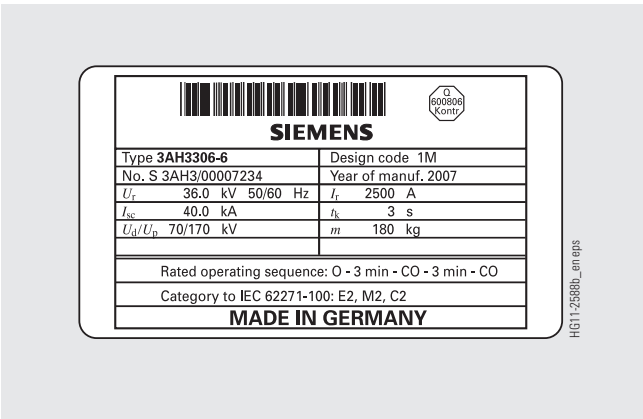 Q
600806
Kontr.
SIEMENS
Type 3AH3306-6 Design code 1M
No. S 3AH3/00007234 Year of manuf. 2007
Ur 36.0 kV 50/60 Hz Ir 2500 A
Isc 40.0 kA tk 3 s
Ud/Up 70/170 kV m 180 kg
Rated operating sequence: O - 3 min - CO - 3 min - CO
Category to IEC 62271-100: E2, M2, C2
MADE IN GERMANY
HG11-2588b_en eps